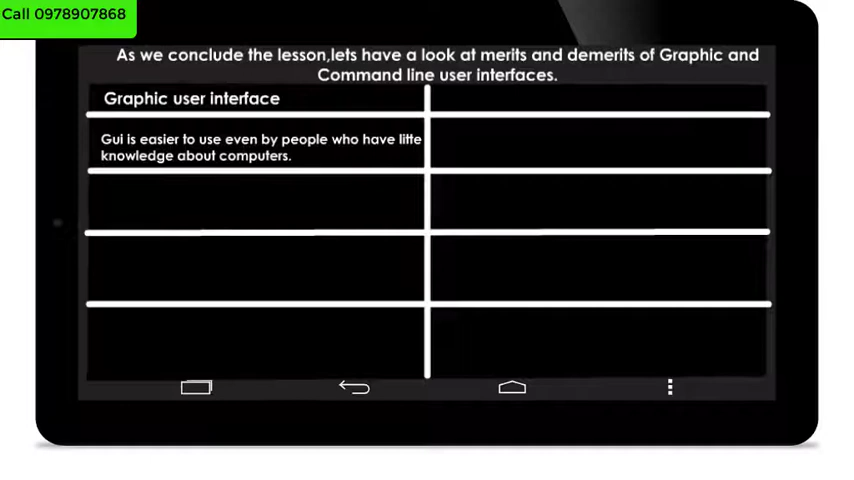 Call 0978907868
As we conclude the lesson,lets have a look at merits and demerits of Graphic and
Command line user interfaces.
Graphic user interface
Gui is easier to use even by people who have little
knowledge about computers.